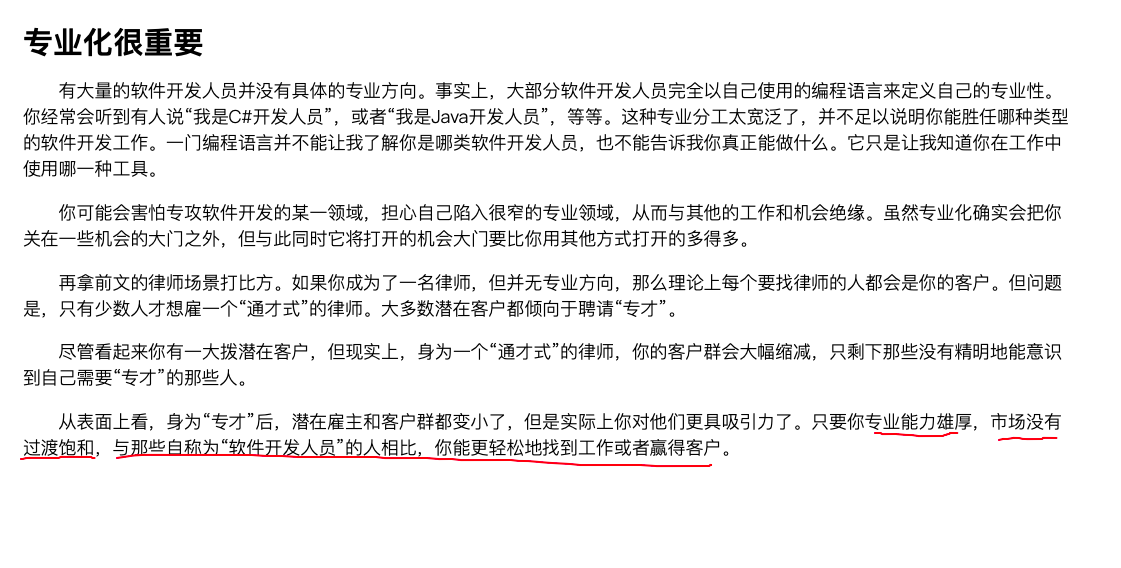 专业化很重要
有大量的软件开发人员并没有具体的专业方向。事实上，大部分软件开发人员完全以自己使用的编程语言来定义自己的专业性。
你经常会听到有人说“我是C#开发人员”，或者“我是Java开发人员”，等等。这种专业分工太宽泛了，并不足以说明你能胜任哪种类型
的软件开发工作。一门编程语言并不能让我了解你是哪类软件开发人员，也不能告诉我你真正能做什么。它只是让我知道你在工作中
使用哪一种工具。
你可能会害怕专攻软件开发的某一领域，担心自己陷入很窄的专业领域，从而与其他的工作和机会绝缘。虽然专业化确实会把你
关在一些机会的大门之外，但与此同时它将打开的机会大门要比你用其他方式打开的多得多。
再拿前文的律师场景打比方。如果你成为了一名律师，但并无专业方向，那么理论上每个要找律师的人都会是你的客户。但问题
是，只有少数人才想雇一个“通才式”的律师。大多数潜在客户都倾向于聘请“专才”。
尽管看起来你有一大拨潜在客户，但现实上，身为一个“通才式”的律师，你的客户群会大幅缩减，只剩下那些没有精明地能意识
到自己需要“专才”的那些人。
从表面上看，身为“专才”后，潜在雇主和客户群都变小了，但是实际上你对他们更具吸引力了。只要你专业能力雄厚，市场没有
过渡饱和，与那些自称为“软件开发人员”的人相比，你能更轻松地找到工作或者赢得客户。